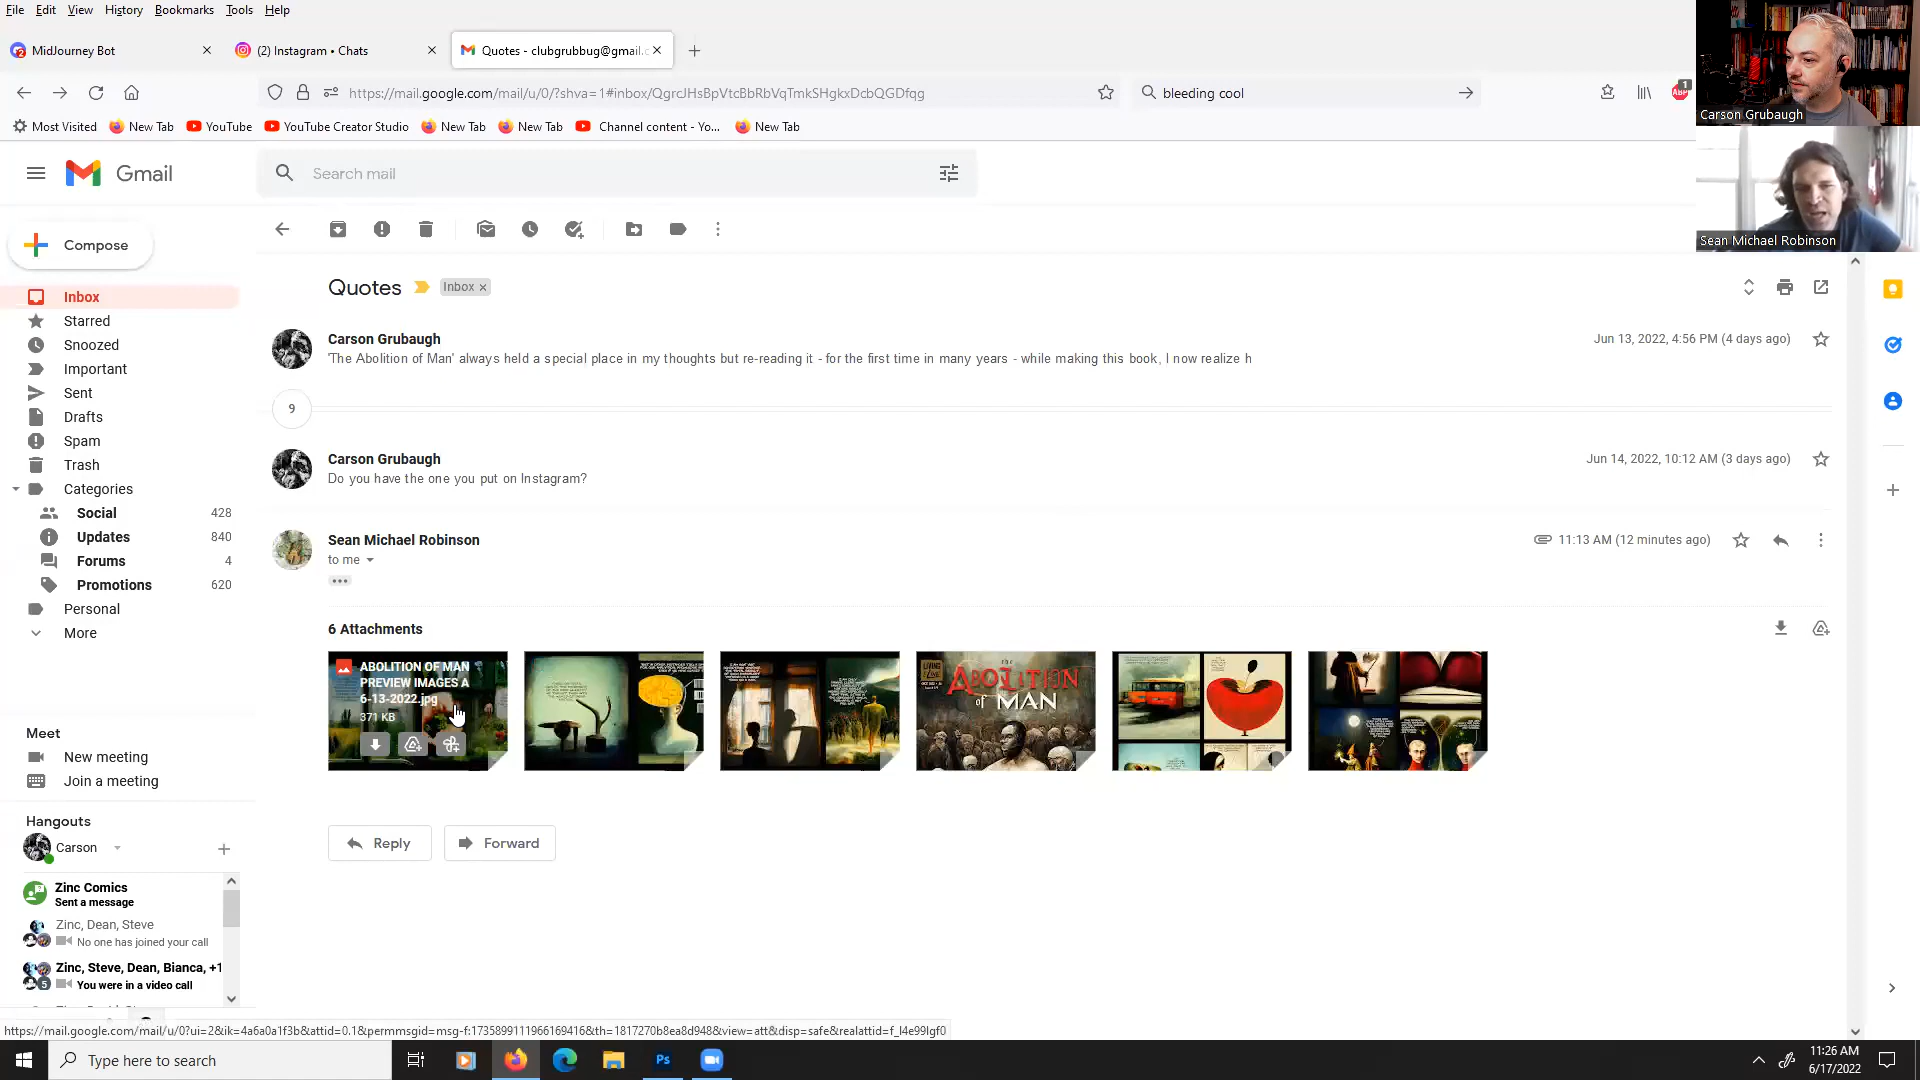 File Edit View History Bookmarks Tools Help
MidJourney Bot
(2) Instagram • Chats
Quotes - clubgrubbug@gmail.c
https://mail.google.com/mail/u/0/?shva=1#inbox/QgrcJHsBpVtcBbRbVqTmkSHgkxDcbQGDfqg
bleeding cool
1
ABP
Most Visited New Tab YouTube YouTube Creator Studio New Tab New Tab Channel content - Yo... New Tab
Carson Grubaugh
Sean Michael Robinson
Gmail
Search mail
Compose
Inbox
Starred
Snoozed
Important
Sent
Drafts
Spam
Trash
Categories
Social 428
Updates 840
Forums 4
Promotions 620
Personal
More
Meet
New meeting
Join a meeting
Hangouts
Carson
Zinc Comics
Sent a message
Zinc, Dean, Steve
No one has joined your call
Zinc, Steve, Dean, Bianca, +1
5
You were in a video call
Quotes
Inbox
Carson Grubaugh
Jun 13, 2022, 4:56 PM (4 days ago)
'The Abolition of Man' always held a special place in my thoughts but re-reading it - for the first time in many years - while making this book, I now realize h
9
Carson Grubaugh
Jun 14, 2022, 10:12 AM (3 days ago)
Do you have the one you put on Instagram?
Sean Michael Robinson
11:13 AM (12 minutes ago)
to me
6 Attachments
ABOLITION OF MAN
PREVIEW IMAGES A
6-13-2022.jpg
371 KB
THE
ABOLITION
of MAN
Reply
Forward
https://mail.google.com/mail/u/0?ui=2&ik=4a6a0a1f3b&attid=0.1&permmsgid=msg-f:1735899111966169416&th=1817270b8ea8d948&view=att&disp=safe&realattid=f_l4e99lgf0
Type here to search
Ps
11:26 AM
6/17/2022